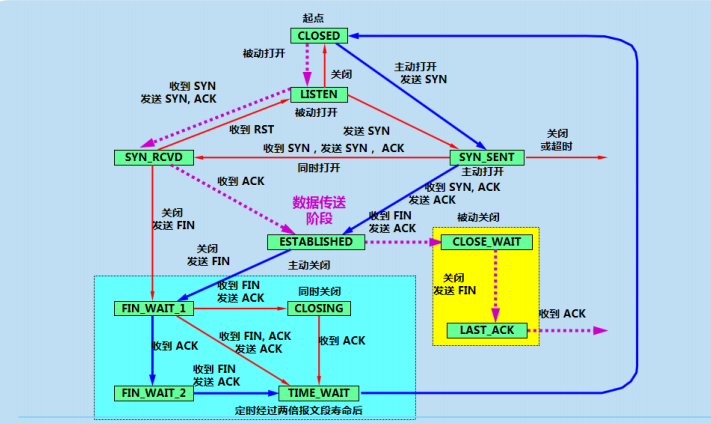 起点
CLOSED
被动打开
主动打开
发送 SYN
关闭
收到 SYN
发送 SYN, ACK
LISTEN
被动打开
收到 RST
发送 SYN
收到 SYN，发送 SYN， ACK
关闭
或超时
SYN_RCVD
SYN_SENT
同时打开
主动打开
收到 ACK
收到 SYN, ACK
发送 ACK
数据传送
阶段
关闭
发送 FIN
收到 FIN
发送 ACK
被动关闭
ESTABLISHED
CLOSE_WAIT
关闭
发送 FIN
主动关闭
关闭
发送 FIN
收到 FIN
发送 ACK
同时关闭
FIN_WAIT_1
CLOSING
收到 ACK
LAST_ACK
收到 ACK
收到 FIN, ACK
发送 ACK
收到 ACK
收到 FIN
发送 ACK
FIN_WAIT_2
TIME_WAIT
定时经过两倍报文段寿命后